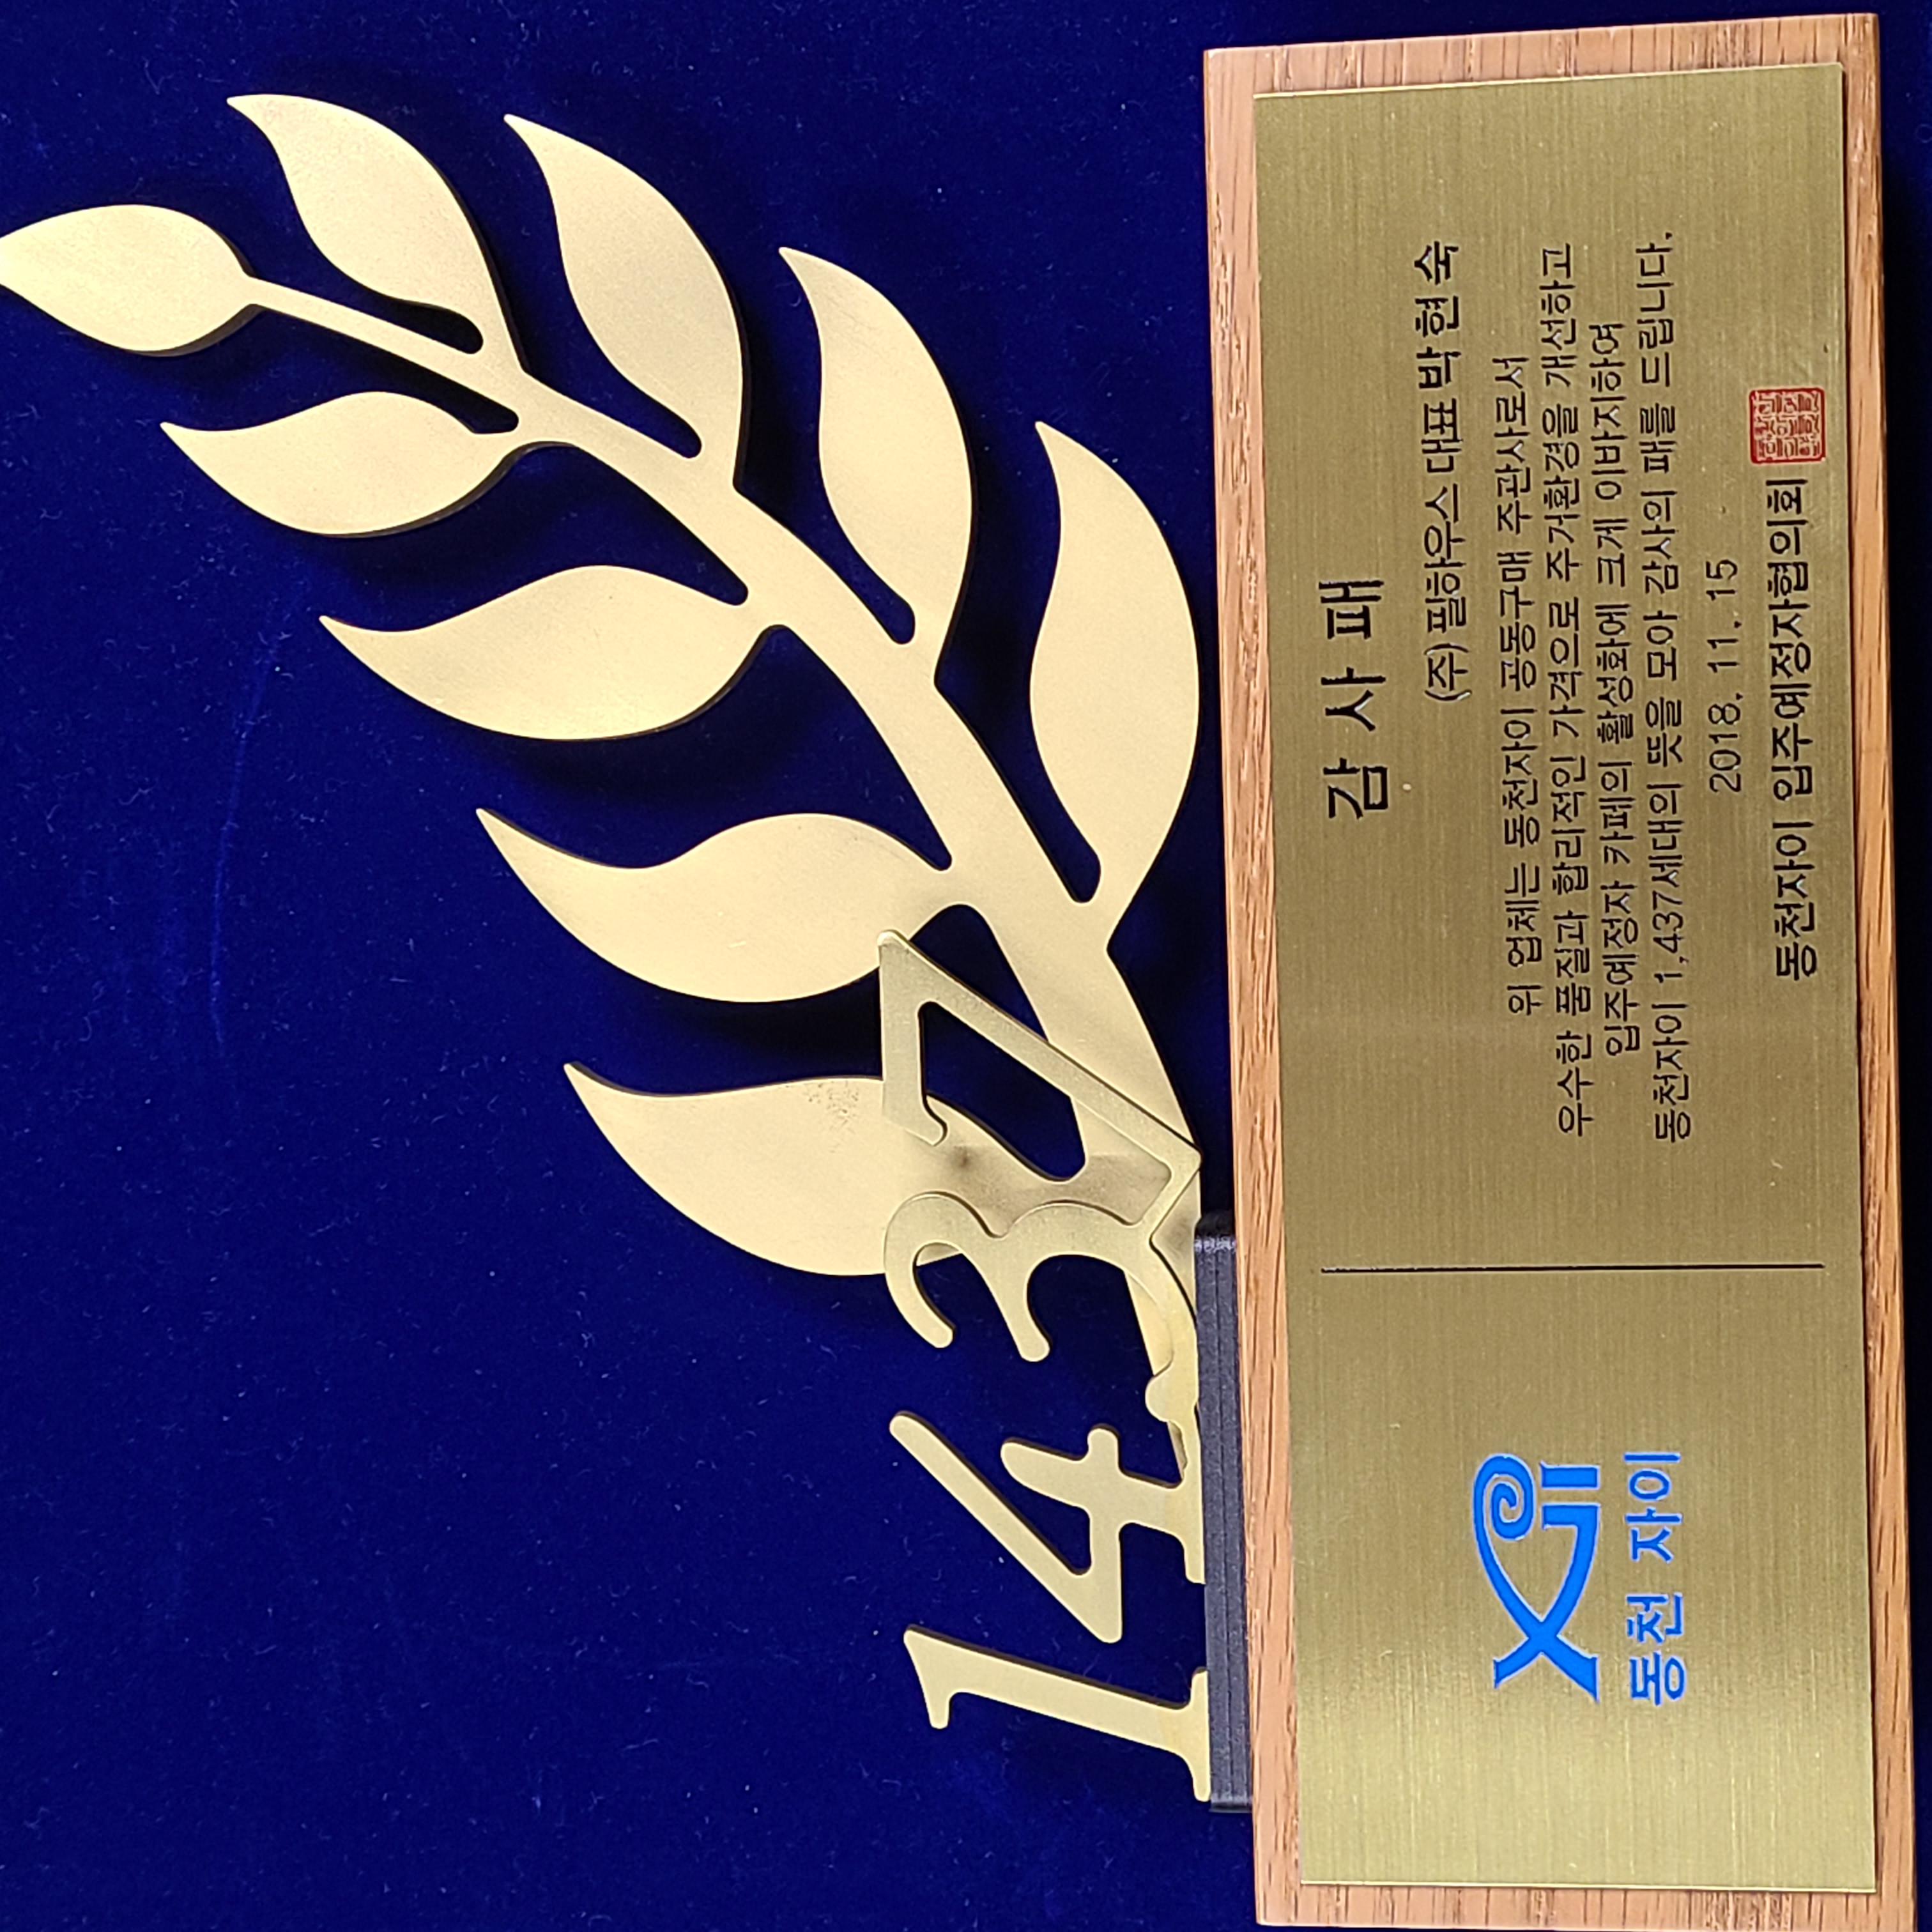 1437
Xi
동천 자이
감사패
(주) 필하우스 대표 박현숙
위 업체는 동천자이 공동구매 주관사로서
우수한 품질과 합리적인 가격으로 주거환경을 개선하고
입주예정자 카페의 활성화에 크게 이바지하여
동천자이 1,437세대의 뜻을 모아 감사의 패를 드립니다.
2018. 11. 15
동천자이 입주예정자협의회